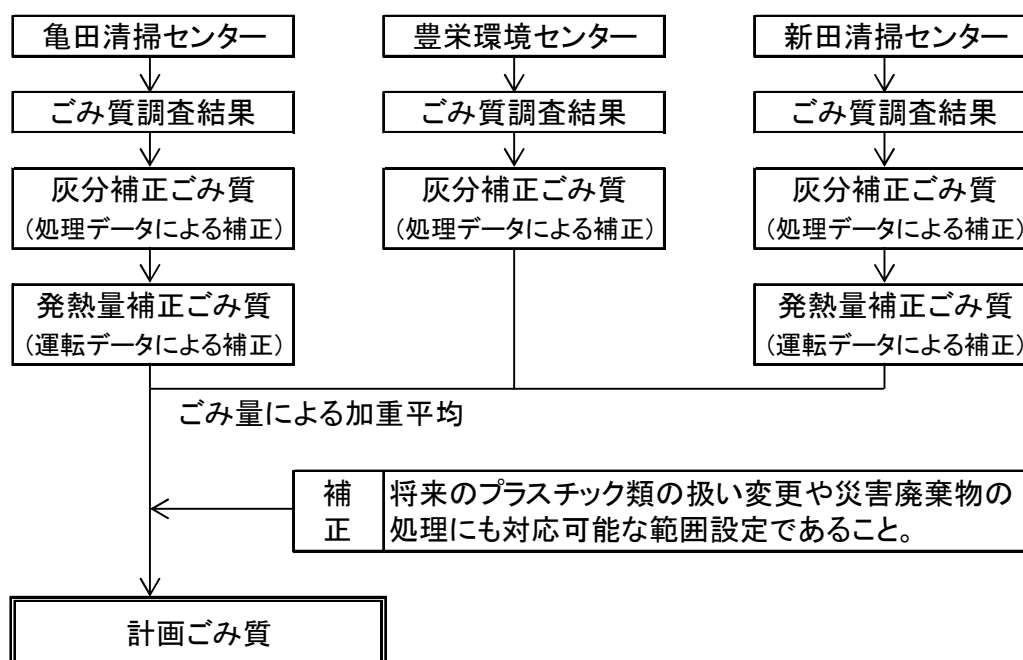 亀田清掃センター
豊栄環境センター
新田清掃センター
ごみ質調査結果
ごみ質調査結果
ごみ質調査結果
灰分補正ごみ質
(処理データによる補正)
灰分補正ごみ質
(処理データによる補正)
灰分補正ごみ質
(処理データによる補正)
発熱量補正ごみ質
(運転データによる補正)
発熱量補正ごみ質
(運転データによる補正)
ごみ量による加重平均
補正
将来のプラスチック類の扱い変更や災害廃棄物の
処理にも対応可能な範囲設定であること。
計画ごみ質